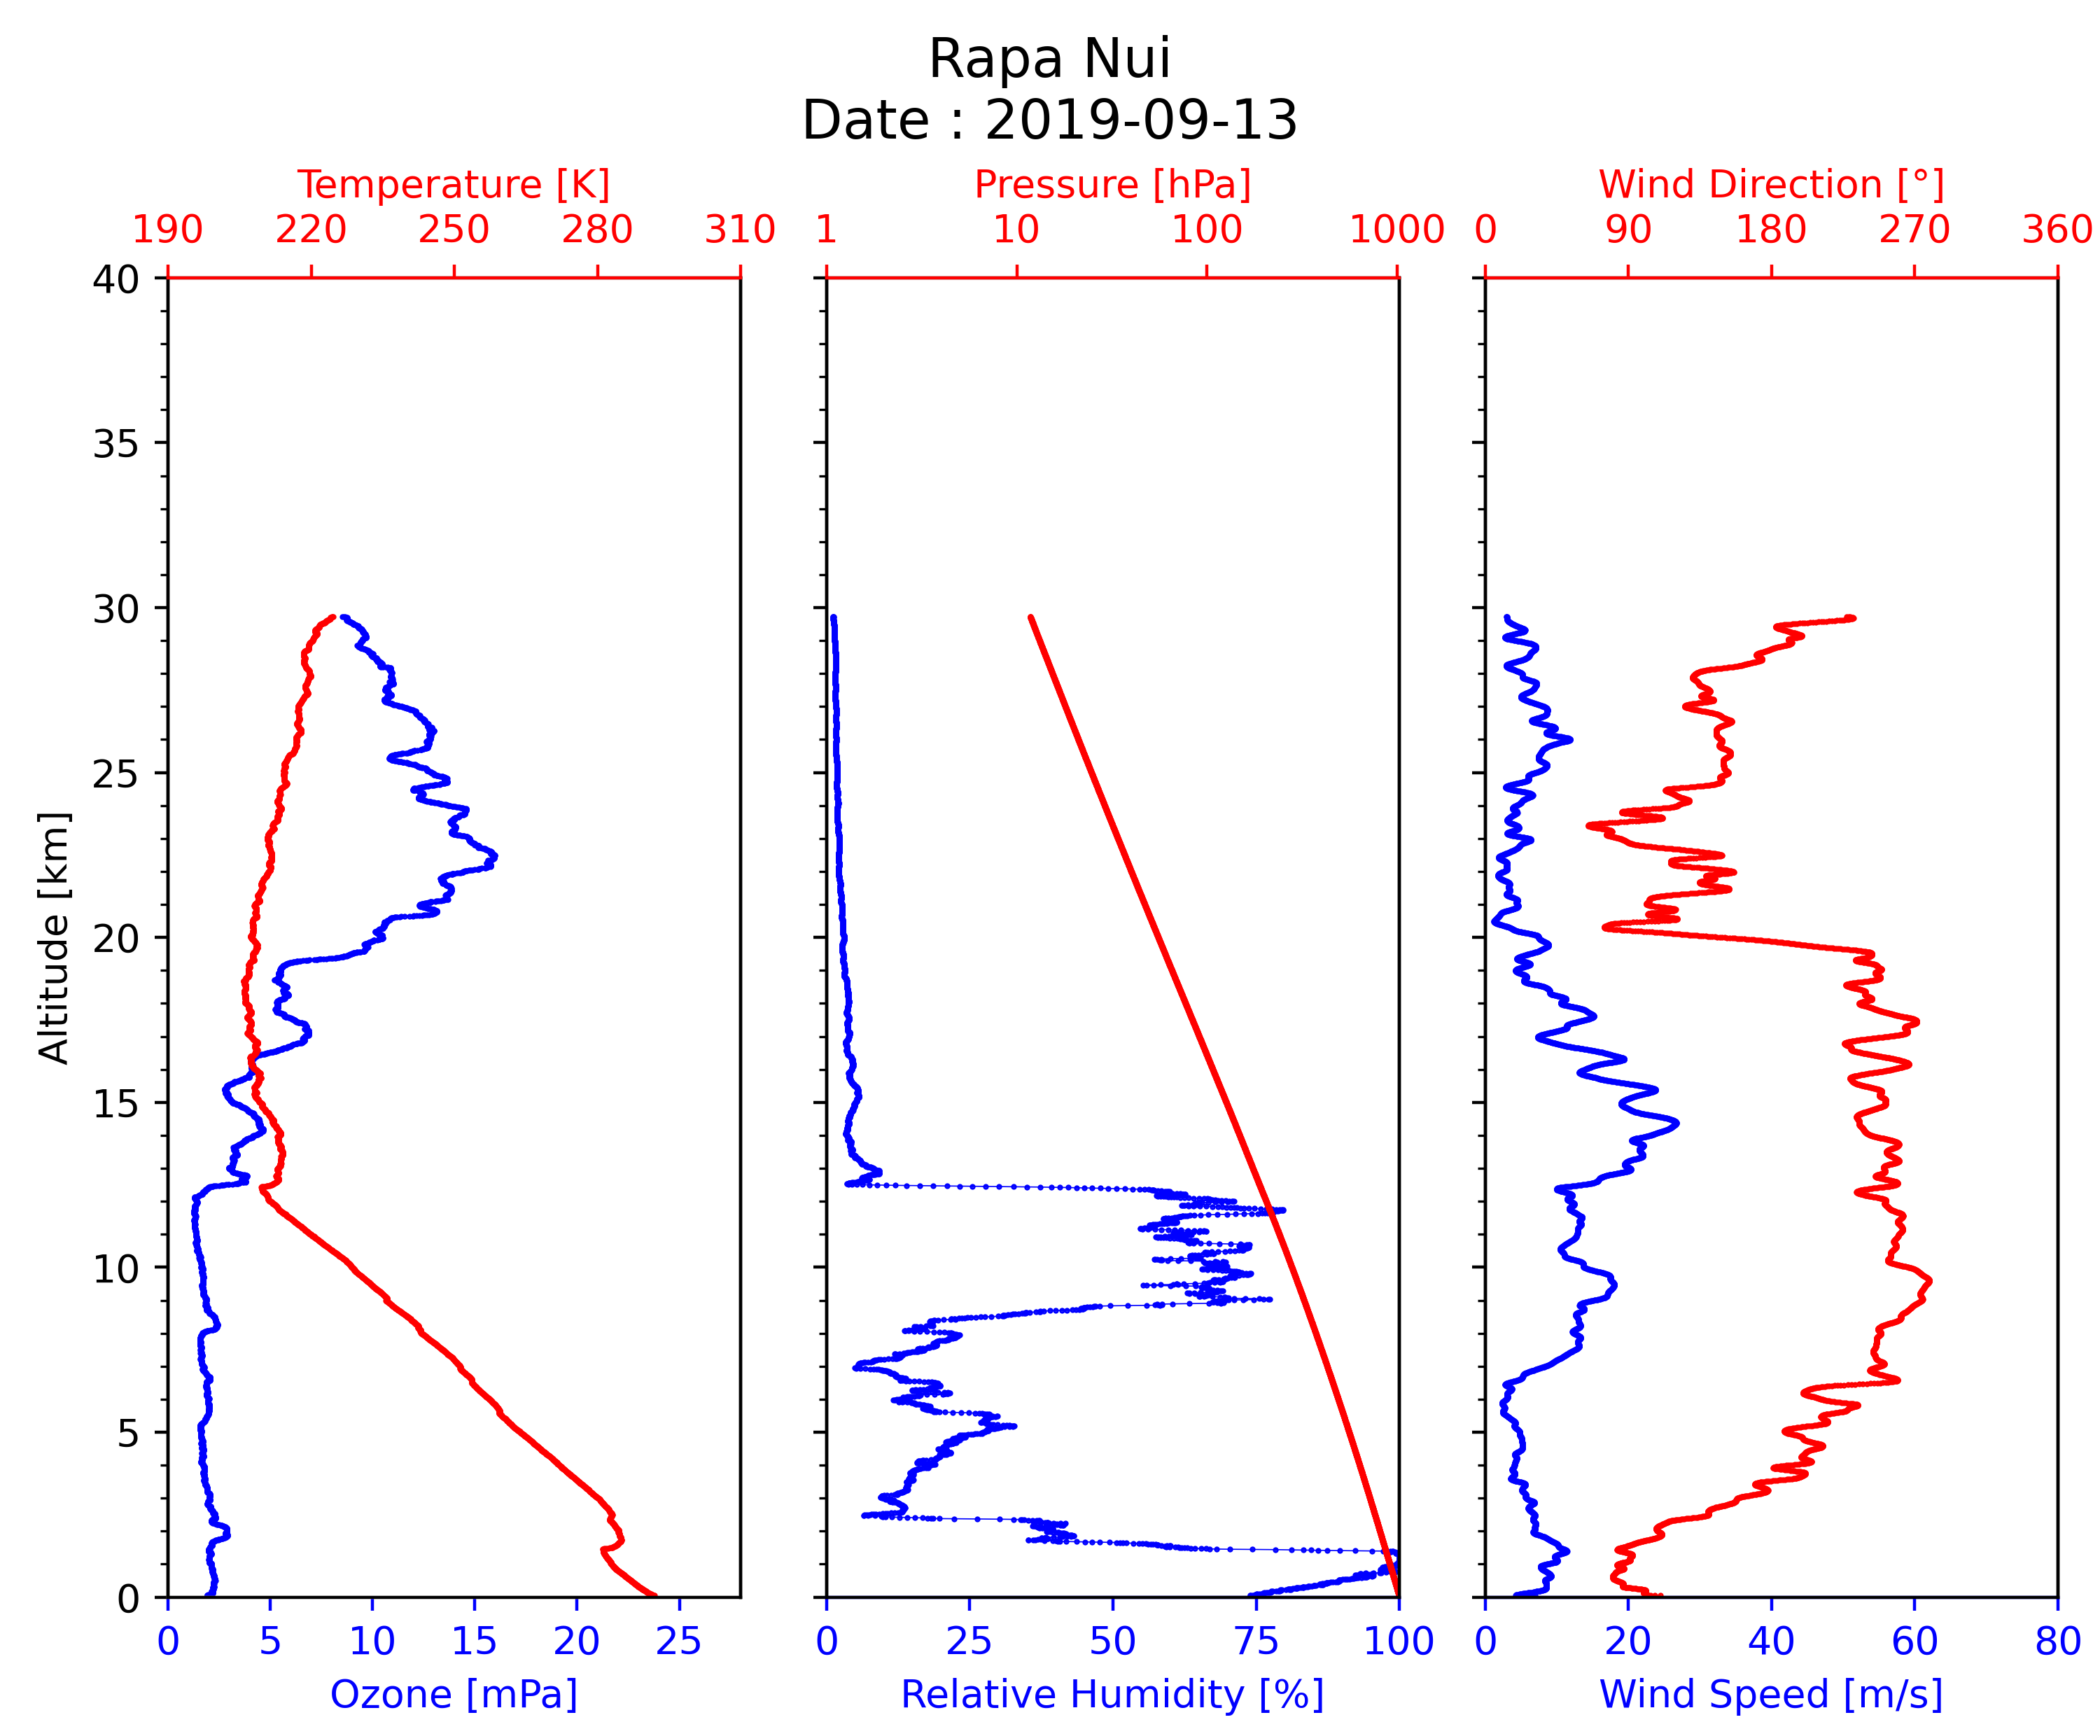 Rapa Nui
Date : 2019-09-13
Temperature [K] Pressure [hPa] Wind Direction [°]
190 220 250 280 310 1 10 100 1000 0 90 180 270 360
40
35
30
25
20
15
10
5
0
Altitude [km]
0 5 10 15 20 25 0 25 50 75 100 0 20 40 60 80
Ozone [mPa] Relative Humidity [%] Wind Speed [m/s]